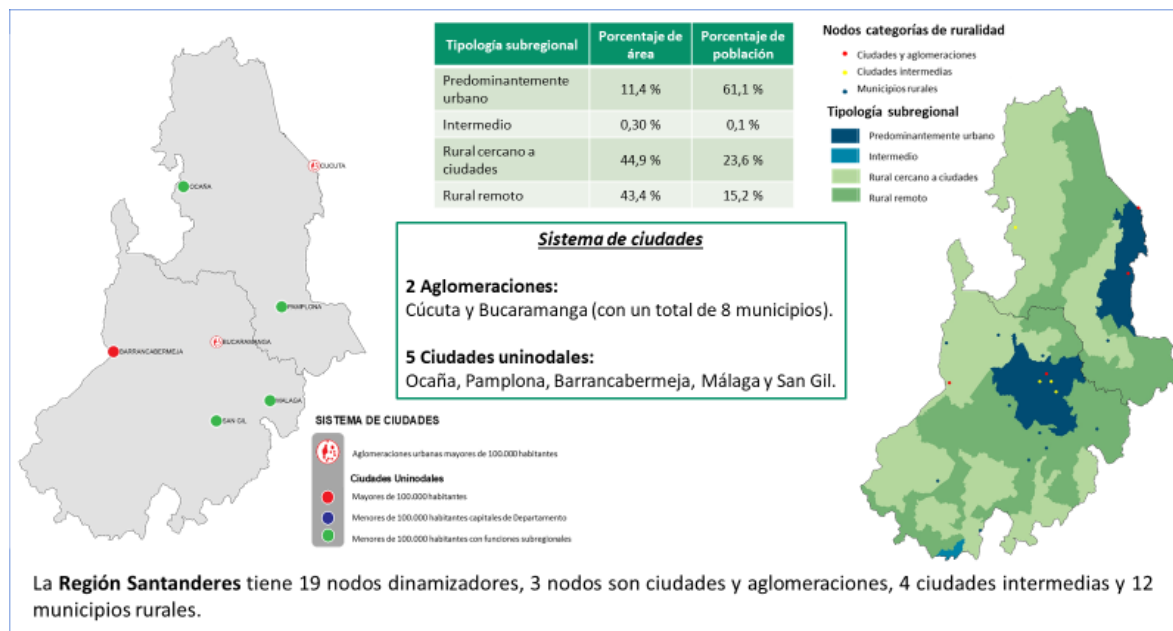 CUCUTA
OCAÑA
PAMPLONA
BUCARAMANGA
BARRANCABERMEJA
MALAGA
SAN GIL
SISTEMA DE CIUDADES
Aglomeraciones urbanas mayores de 100.000 habitantes
Ciudades Uninodales
Mayores de 100.000 habitantes
Menores de 100.000 habitantes capitales de Departamento
Menores de 100.000 habitantes con funciones subregionales
Tipología subregional Porcentaje de área Porcentaje de población
Predominantemente urbano 11,4 % 61,1 %
Intermedio 0,30 % 0,1 %
Rural cercano a ciudades 44,9 % 23,6 %
Rural remoto 43,4 % 15,2 %
Sistema de ciudades
2 Aglomeraciones:
Cúcuta y Bucaramanga (con un total de 8 municipios).
5 Ciudades uninodales:
Ocaña, Pamplona, Barrancabermeja, Málaga y San Gil.
Nodos categorías de ruralidad
Ciudades y aglomeraciones
Ciudades intermedias
Municipios rurales
Tipología subregional
Predominantemente urbano
Intermedio
Rural cercano a ciudades
Rural remoto
La Región Santanderes tiene 19 nodos dinamizadores, 3 nodos son ciudades y aglomeraciones, 4 ciudades intermedias y 12
municipios rurales.